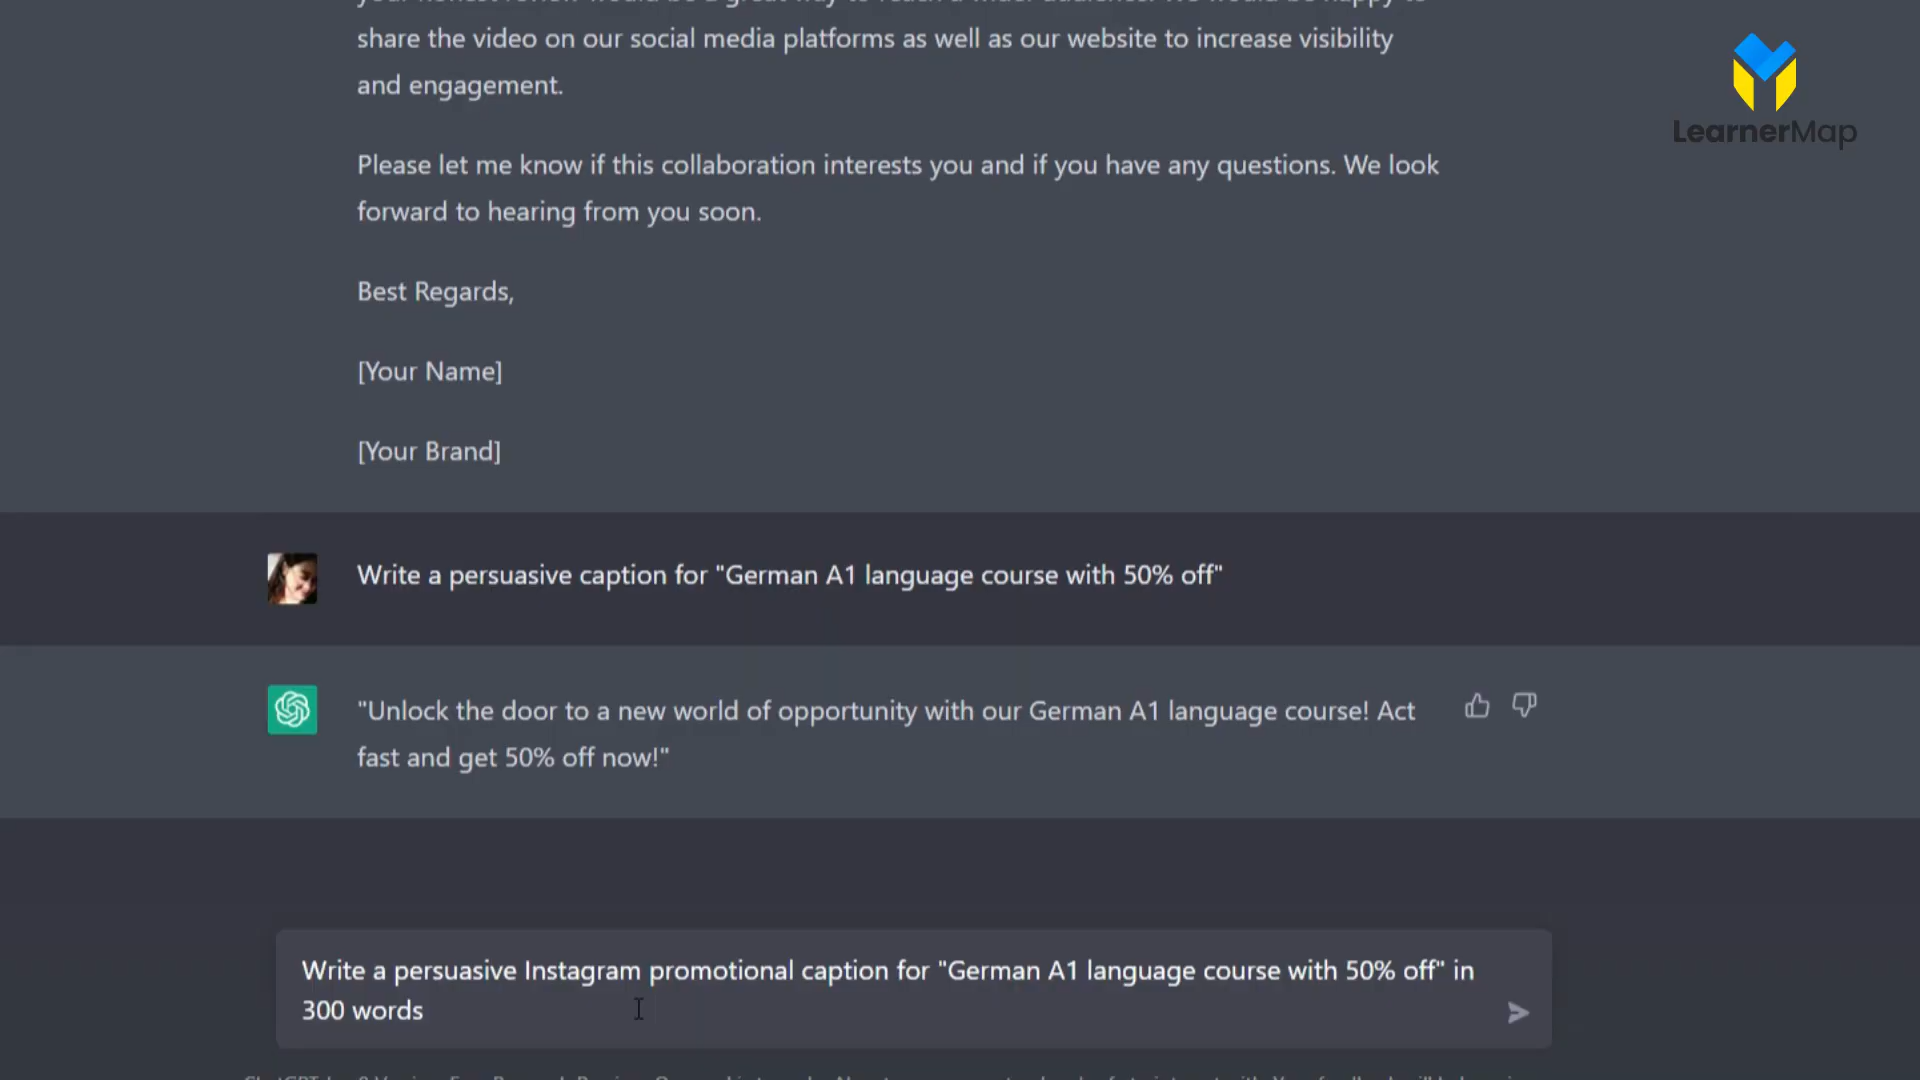 share the video on our social media platforms as well as our website to increase visibility
and engagement.
LearnerMap
Please let me know if this collaboration interests you and if you have any questions. We look
forward to hearing from you soon.
Best Regards,
[Your Name]
[Your Brand]
Write a persuasive caption for "German A1 language course with 50% off"
"Unlock the door to a new world of opportunity with our German A1 language course! Act
fast and get 50% off now!"
Write a persuasive Instagram promotional caption for "German A1 language course with 50% off" in
300 words